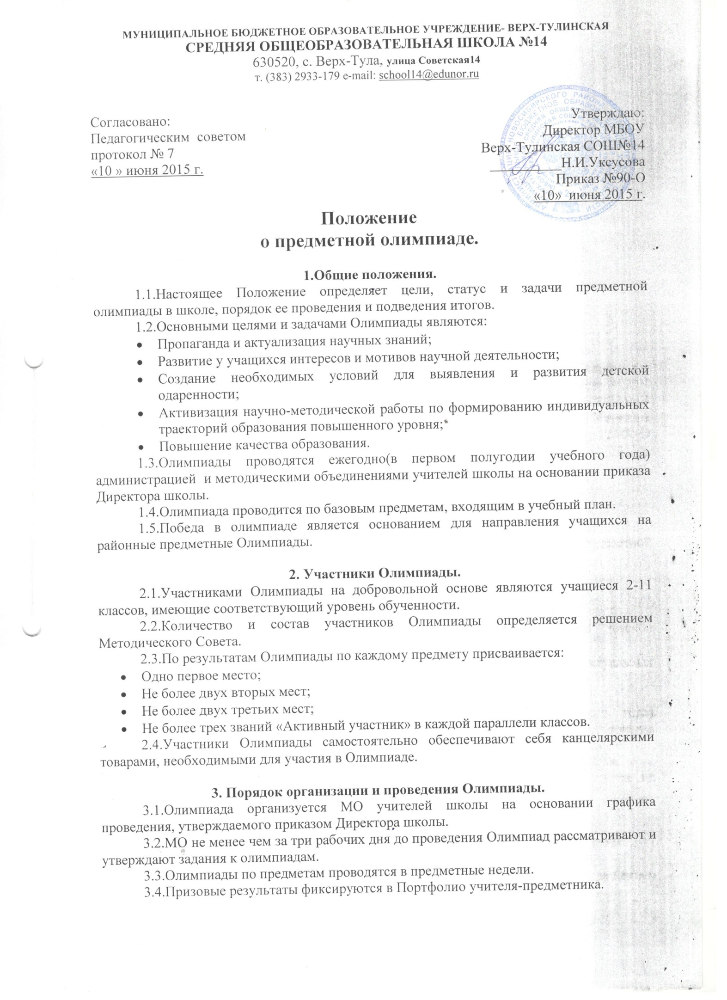 МУНИЦИПАЛЬНОЕ БЮДЖЕТНОЕ ОБРАЗОВАТЕЛЬНОЕ УЧРЕЖДЕНИЕ- ВЕРХ-ТУЛИНСКАЯ
СРЕДНЯЯ ОБЩЕОБРАЗОВАТЕЛЬНАЯ ШКОЛА №14
630520, с. Верх-Тула, улица Советская14
т. (383) 2933-179 e-mail: school14@edunor.ru
Согласовано:
Педагогическим советом
протокол № 7
«10 » июня 2015 г.
Утверждаю:
Директор МБОУ
Верх-Тулинская СОШ№14
___________Н.И.Уксусова
Приказ №90-О
«10» июня 2015 г.
Положение
о предметной олимпиаде.
1.Общие положения.
1.1.Настоящее Положение определяет цели, статус и задачи предметной
олимпиады в школе, порядок ее проведения и подведения итогов.
1.2.Основными целями и задачами Олимпиады являются:
• Пропаганда и актуализация научных знаний;
• Развитие у учащихся интересов и мотивов научной деятельности;
• Создание необходимых условий для выявления и развития детской
одаренности;
• Активизация научно-методической работы по формированию индивидуальных
траекторий образования повышенного уровня;
• Повышение качества образования.
1.3.Олимпиады проводятся ежегодно(в первом полугодии учебного года)
администрацией и методическими объединениями учителей школы на основании приказа
Директора школы.
1.4.Олимпиада проводится по базовым предметам, входящим в учебный план.
1.5.Победа в олимпиаде является основанием для направления учащихся на
районные предметные Олимпиады.
2. Участники Олимпиады.
2.1.Участниками Олимпиады на добровольной основе являются учащиеся 2-11
классов, имеющие соответствующий уровень обученности.
2.2.Количество и состав участников Олимпиады определяется решением
Методического Совета.
2.3.По результатам Олимпиады по каждому предмету присваивается:
• Одно первое место;
• Не более двух вторых мест;
• Не более двух третьих мест;
• Не более трех званий «Активный участник» в каждой параллели классов.
2.4.Участники Олимпиады самостоятельно обеспечивают себя канцелярскими
товарами, необходимыми для участия в Олимпиаде.
3. Порядок организации и проведения Олимпиады.
3.1.Олимпиада организуется МО учителей школы на основании графика
проведения, утверждаемого приказом Директора школы.
3.2.МО не менее чем за три рабочих дня до проведения Олимпиад рассматривают и
утверждают задания к олимпиадам.
3.3.Олимпиады по предметам проводятся в предметные недели.
3.4.Призовые результаты фиксируются в Портфолио учителя-предметника.